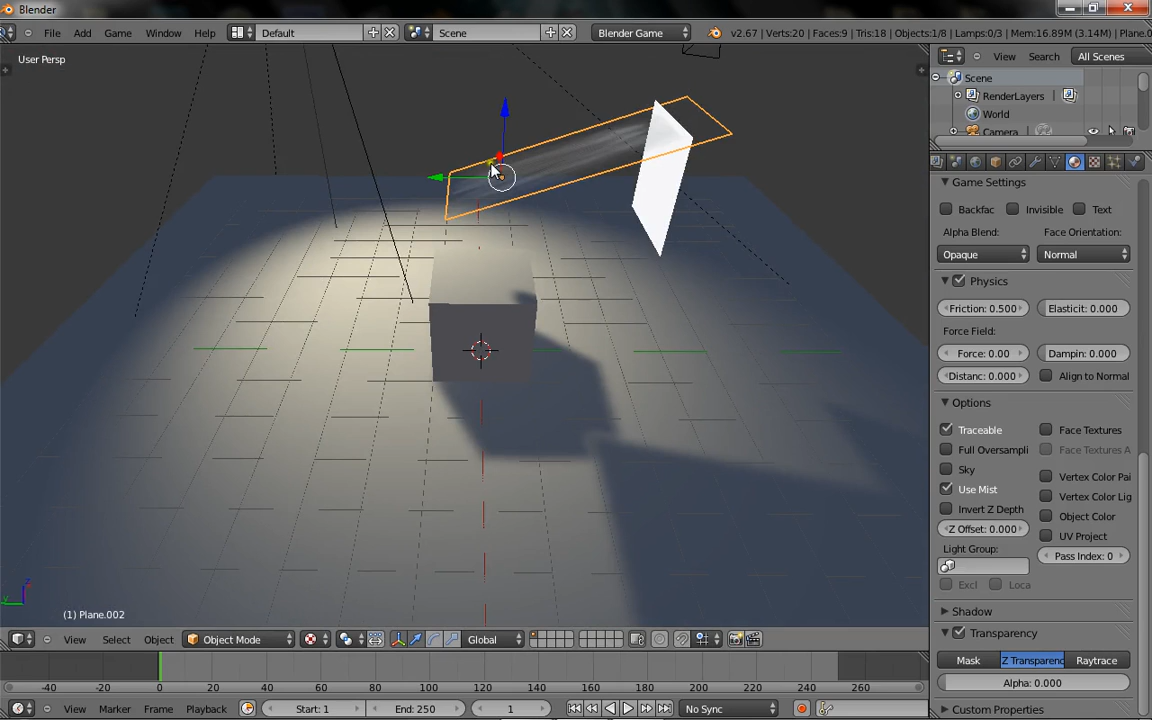 Blender
File Add Game Window Help Default Scene Blender Game v2.67 | Verts:20 | Faces:9 | Tris:18 | Objects:1/8 | Lamps:0/3 | Mem:16.89M (3.14M) | Plane.0
User Persp
View Search All Scenes
Scene
RenderLayers
World
Camera
Game Settings
Backfac Invisible Text
Alpha Blend: Face Orientation:
Opaque Normal
Physics
Friction: 0.500 Elasticit: 0.000
Force Field:
Force: 0.00 Dampin: 0.000
Distanc: 0.000 Align to Normal
Options
Traceable Face Textures
Full Oversampli Face Textures A
Sky Vertex Color Pai
Use Mist Vertex Color Lig
Invert Z Depth Object Color
Z Offset: 0.000 UV Project
Light Group: Pass Index: 0
Excl Loca
Shadow
Transparency
Mask Z Transparenc Raytrace
Alpha: 0.000
Custom Properties
z
y
(1) Plane.002
View Select Object Object Mode Global
-40 -20 0 20 40 60 80 100 120 140 160 180 200 220 240 260
View Marker Frame Playback Start: 1 End: 250 1 No Sync